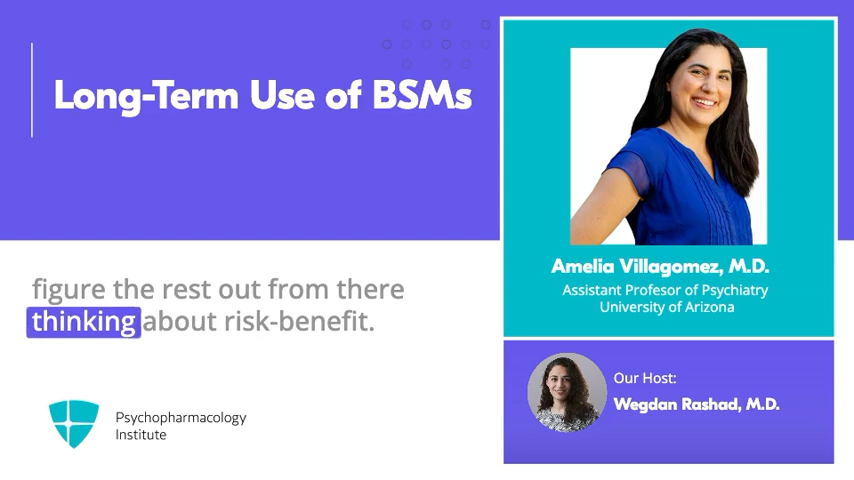 Long-Term Use of BSMs
figure the rest out from there
thinking about risk-benefit.
Psychopharmacology
Institute
Amelia Villagomez, M.D.
Assistant Profesor of Psychiatry
University of Arizona
Our Host:
Wegdan Rashad, M.D.